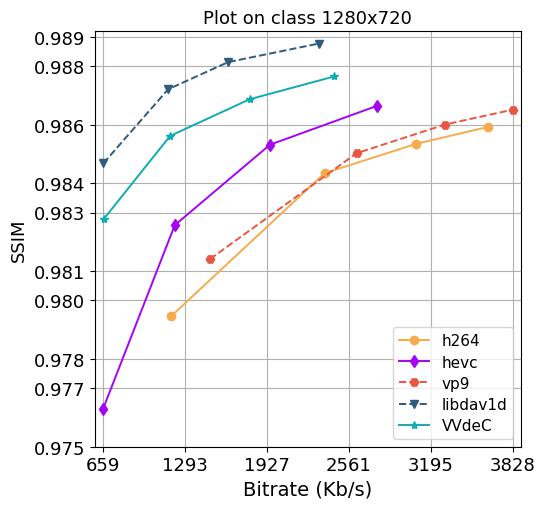 Plot on class 1280x720
SSIM
0.989
0.988
0.986
0.984
0.983
0.981
0.980
0.978
0.977
0.975
659 1293 1927 2561 3195 3828
Bitrate (Kb/s)
h264
hevc
vp9
libdav1d
VVdeC